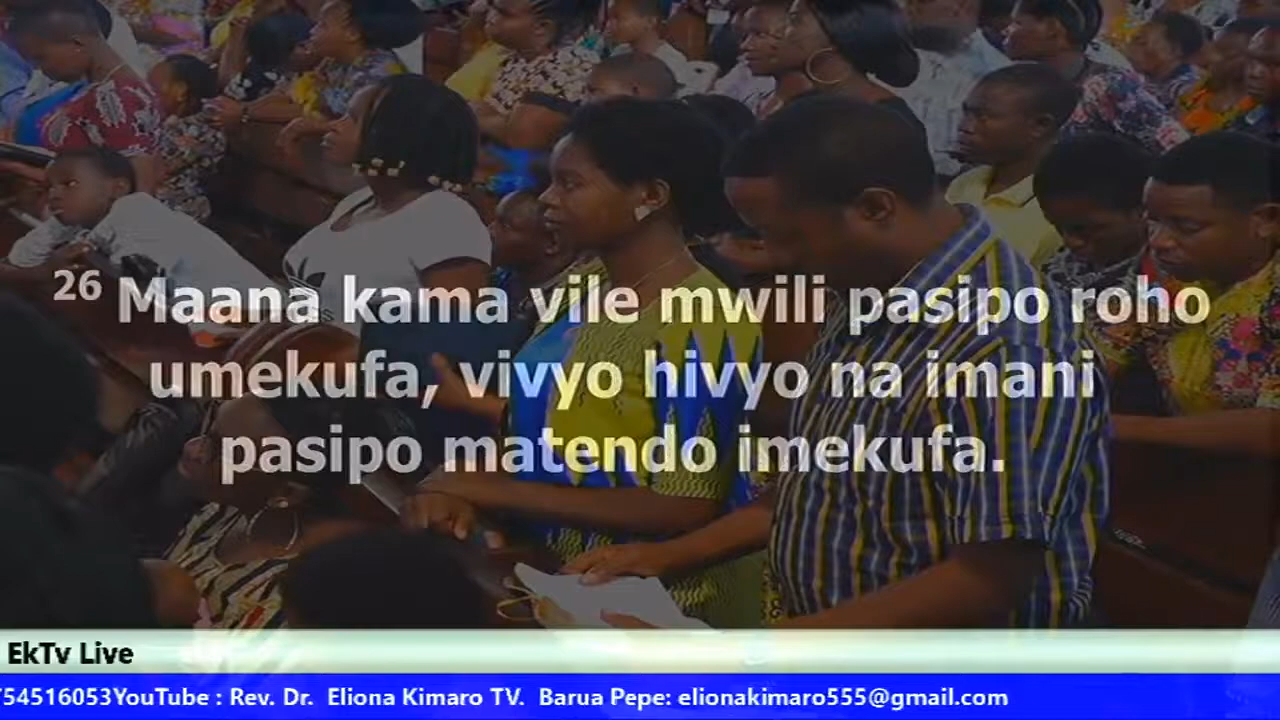 26 Maana kama vile mwili pasipo roho
umekufa, vivyo hivyo na imani
pasipo matendo imekufa.
EkTv Live
754516053YouTube : Rev. Dr. Eliona Kimaro TV. Barua Pepe: elionakimaro555@gmail.com